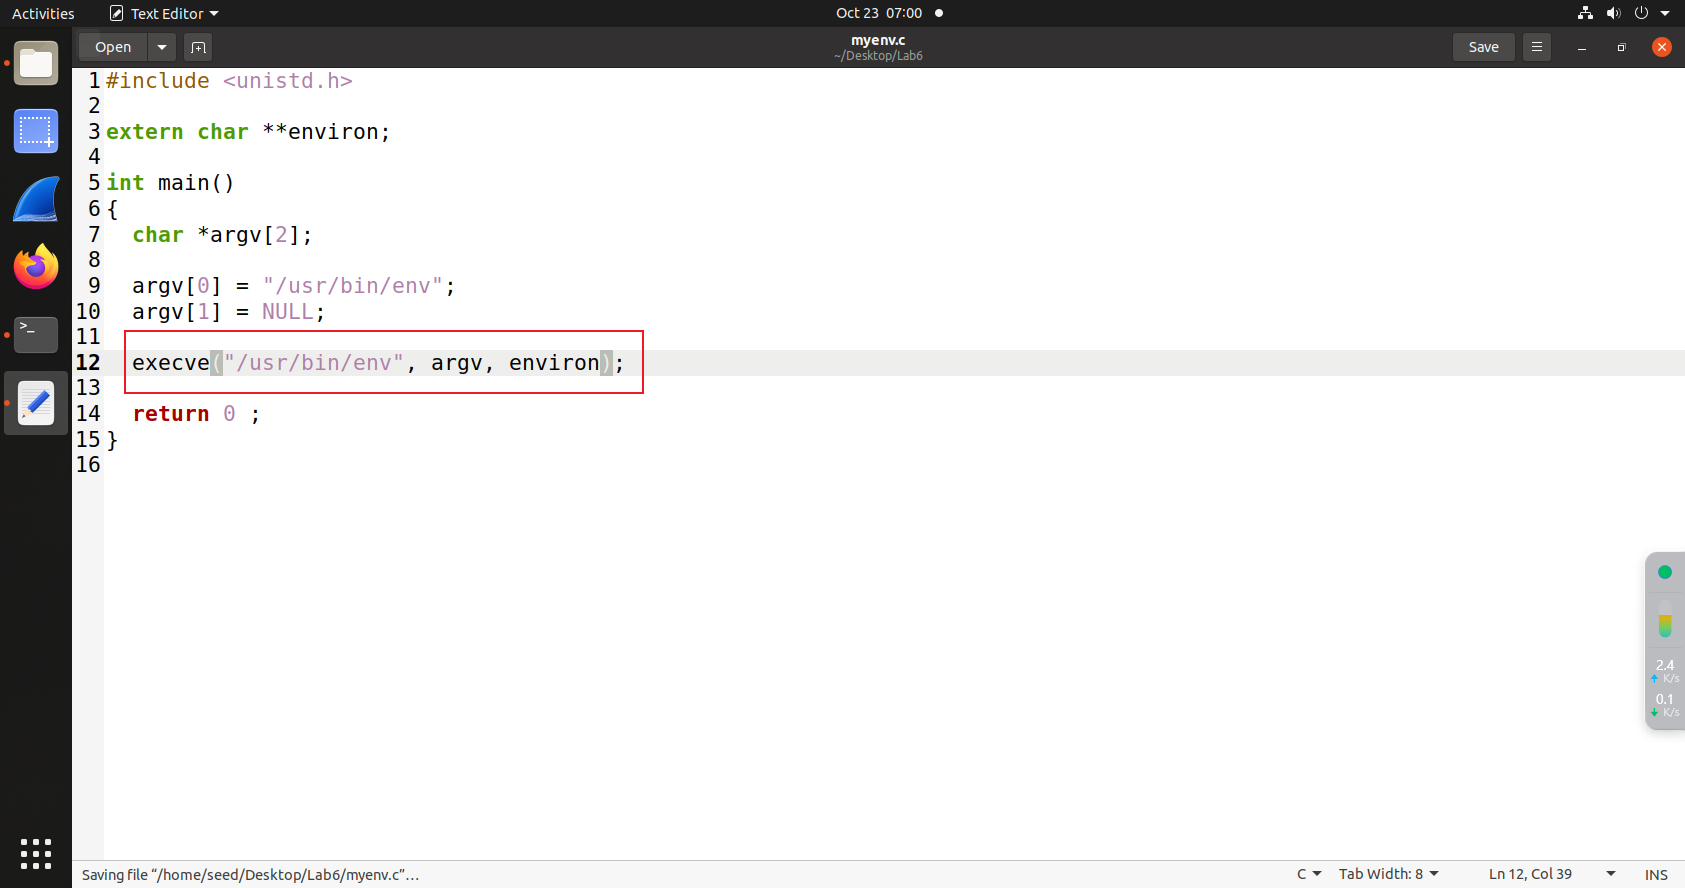 Activities Text Editor Oct 23 07:00
Open myenv.c Save
~/Desktop/Lab6
1 #include <unistd.h>
2
3 extern char **environ;
4
5 int main()
6 {
7   char *argv[2];
8
9   argv[0] = "/usr/bin/env";
10   argv[1] = NULL;
11
12   execve("/usr/bin/env", argv, environ);
13
14   return 0 ;
15 }
16
2.4
K/s
0.1
K/s
Saving file “/home/seed/Desktop/Lab6/myenv.c”… C Tab Width: 8 Ln 12, Col 39 INS